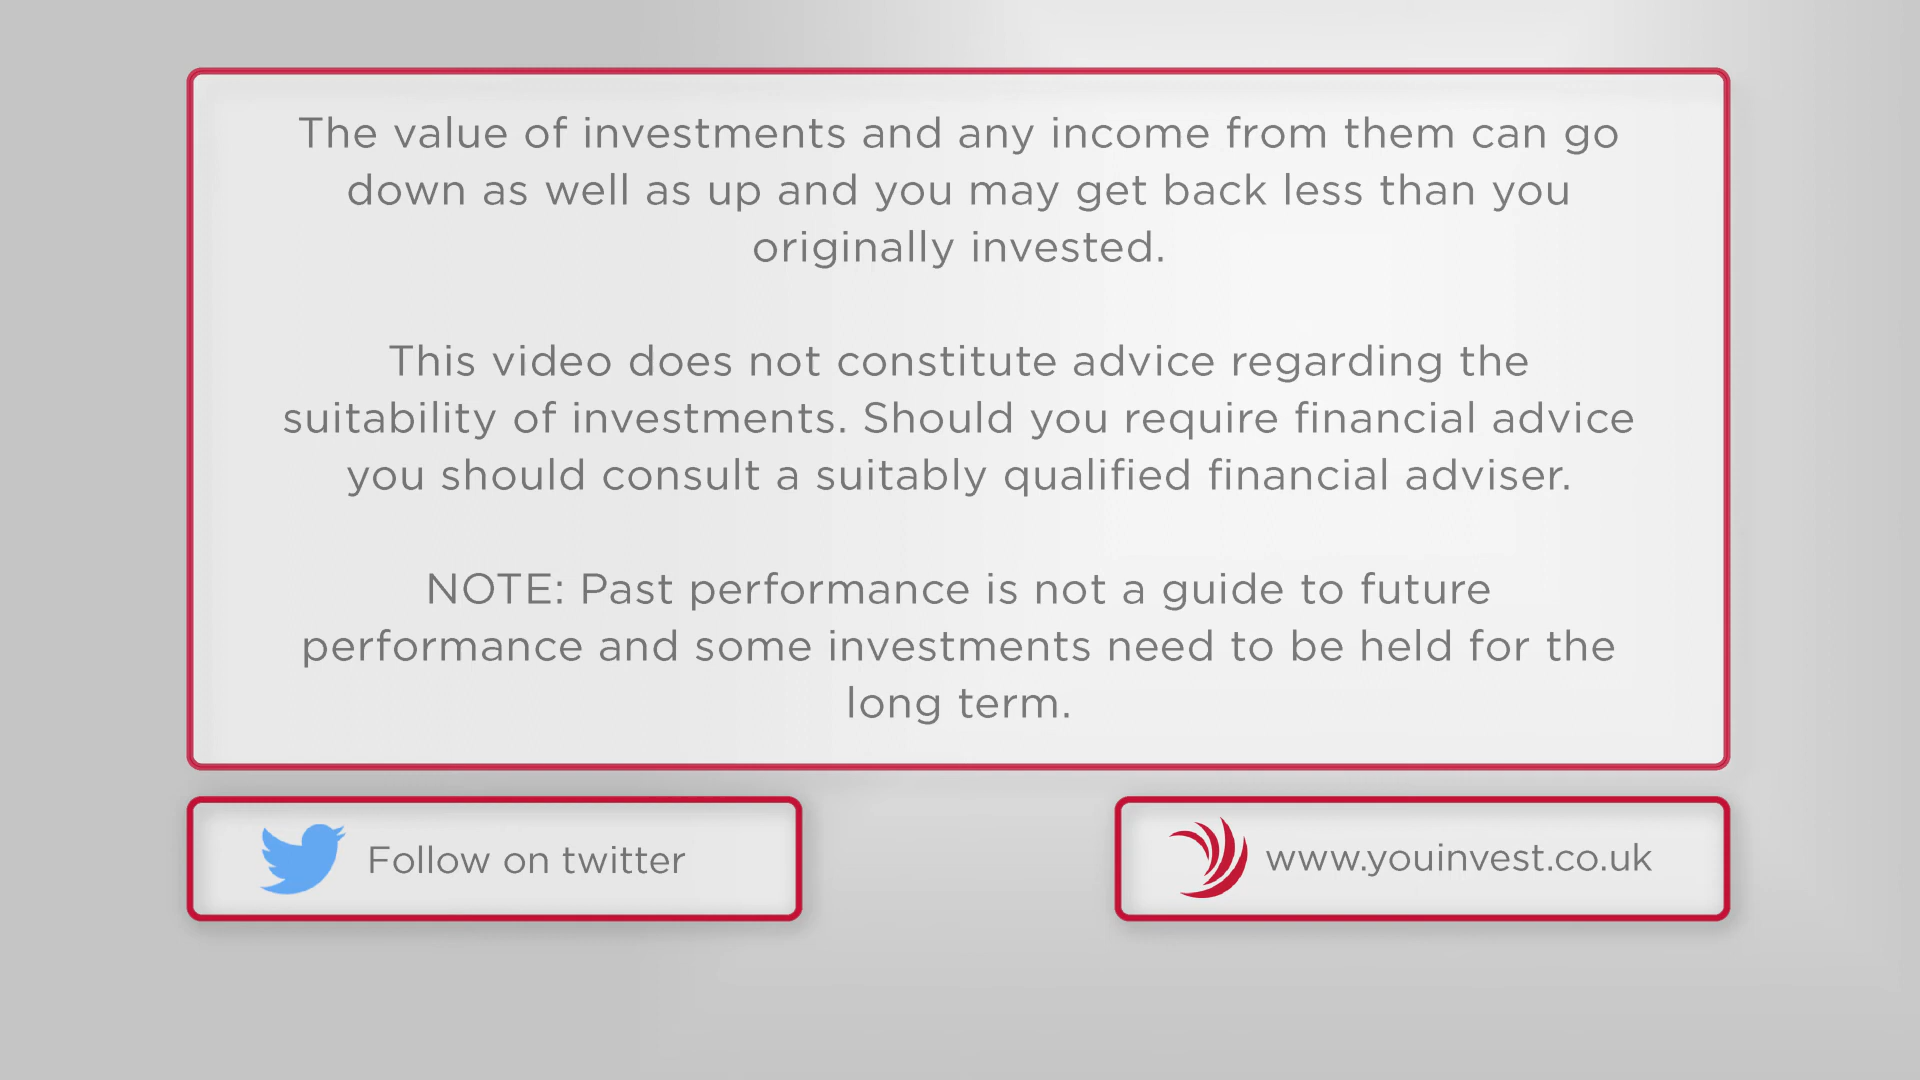 The value of investments and any income from them can go
down as well as up and you may get back less than you
originally invested.
This video does not constitute advice regarding the
suitability of investments. Should you require financial advice
you should consult a suitably qualified financial adviser.
NOTE: Past performance is not a guide to future
performance and some investments need to be held for the
long term.
Follow on twitter
www.youinvest.co.uk